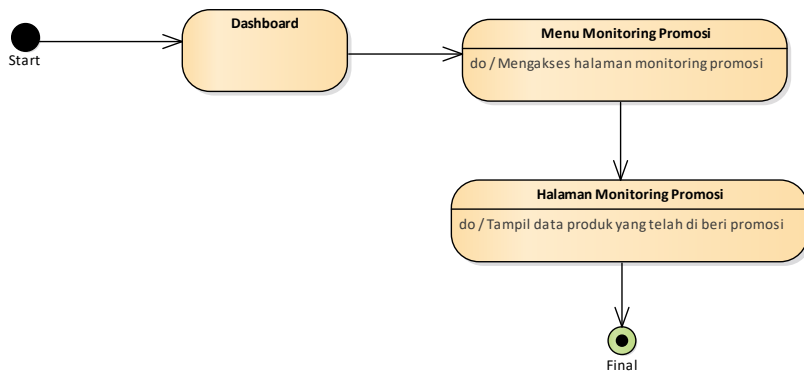 Start
Dashboard
Menu Monitoring Promosi
do / Mengakses halaman monitoring promosi
Halaman Monitoring Promosi
do / Tampil data produk yang telah di beri promosi
Final